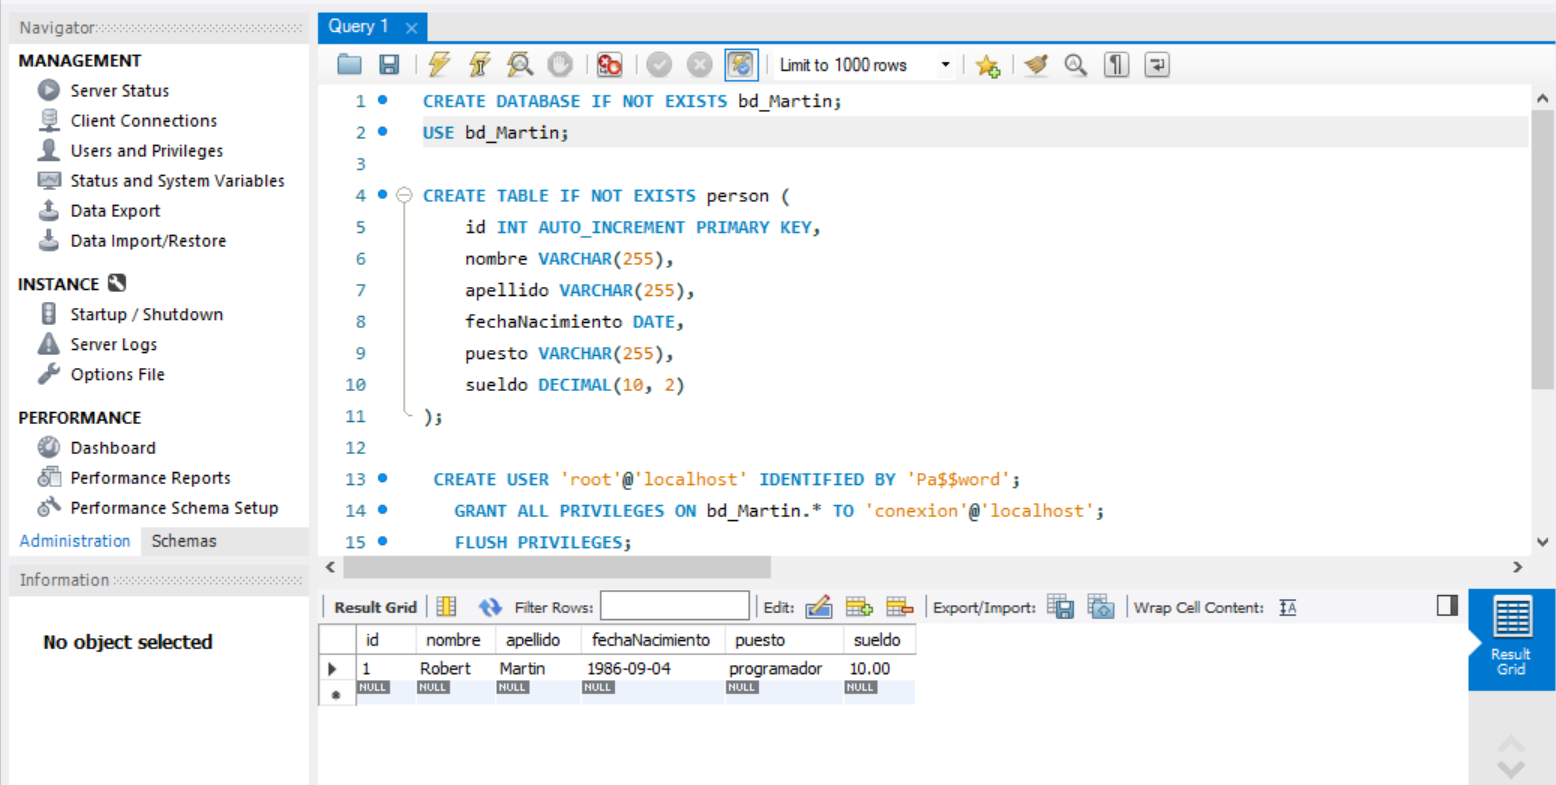 Navigator
MANAGEMENT
Server Status
Client Connections
Users and Privileges
Status and System Variables
Data Export
Data Import/Restore
INSTANCE
Startup / Shutdown
Server Logs
Options File
PERFORMANCE
Dashboard
Performance Reports
Performance Schema Setup
Administration Schemas
Information
No object selected
Query 1
Limit to 1000 rows
1 CREATE DATABASE IF NOT EXISTS bd_Martin;
2 USE bd_Martin;
3
4 CREATE TABLE IF NOT EXISTS person (
5 id INT AUTO_INCREMENT PRIMARY KEY,
6 nombre VARCHAR(255),
7 apellido VARCHAR(255),
8 fechaNacimiento DATE,
9 puesto VARCHAR(255),
10 sueldo DECIMAL(10, 2)
11 );
12
13 CREATE USER 'root'@'localhost' IDENTIFIED BY 'Pa$$word';
14 GRANT ALL PRIVILEGES ON bd_Martin.* TO 'conexion'@'localhost';
15 FLUSH PRIVILEGES;
Result Grid Filter Rows: Edit: Export/Import: Wrap Cell Content:
id nombre apellido fechaNacimiento puesto sueldo
1 Robert Martin 1986-09-04 programador 10.00
NULL NULL NULL NULL NULL NULL
Result
Grid